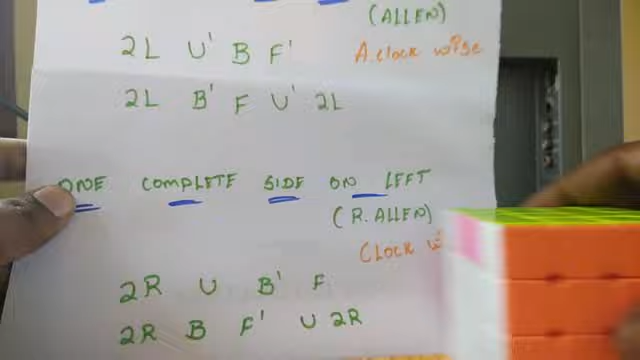 (ALLEN)
2L U' B F' A.clock wise
2L B' F U' 2L
ONE COMPLETE SIDE ON LEFT
(R.ALLEN)
Clock
2R U B' F
2R B F' U 2R